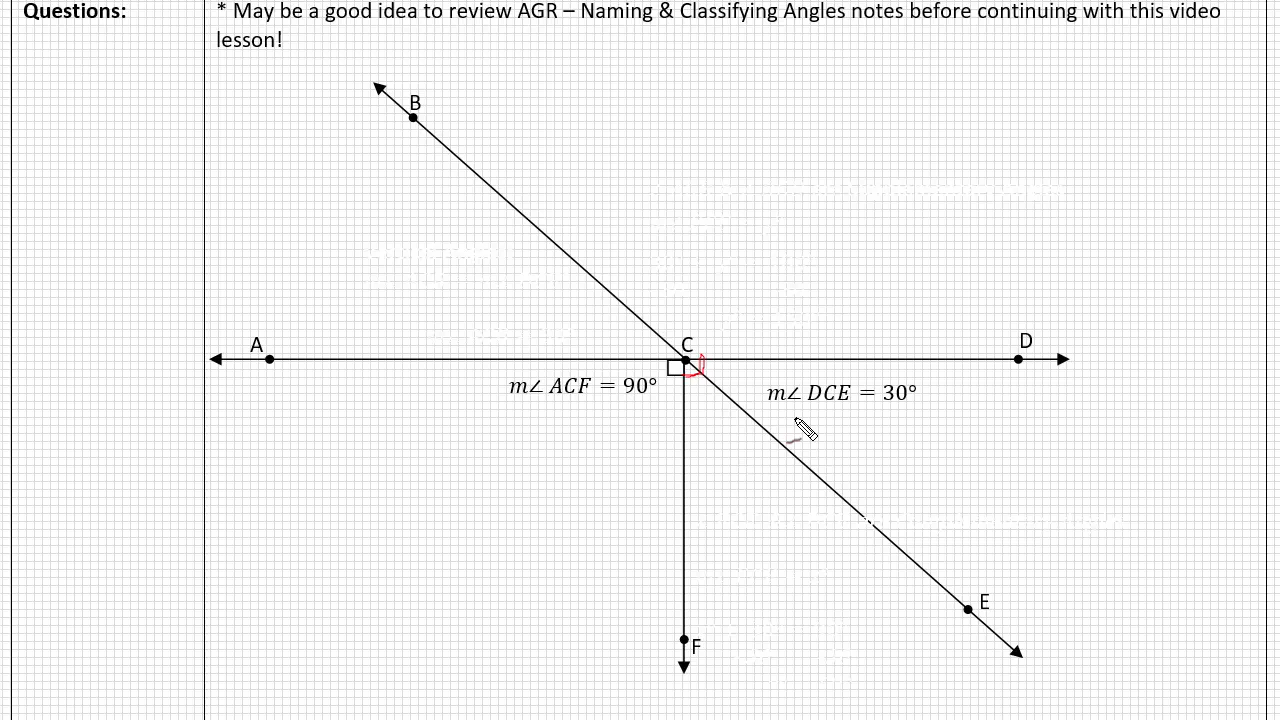 Questions:
* May be a good idea to review AGR – Naming & Classifying Angles notes before continuing with this video
lesson!
B
A
C
D
m∠ ACF = 90°
m∠ DCE = 30°
E
F